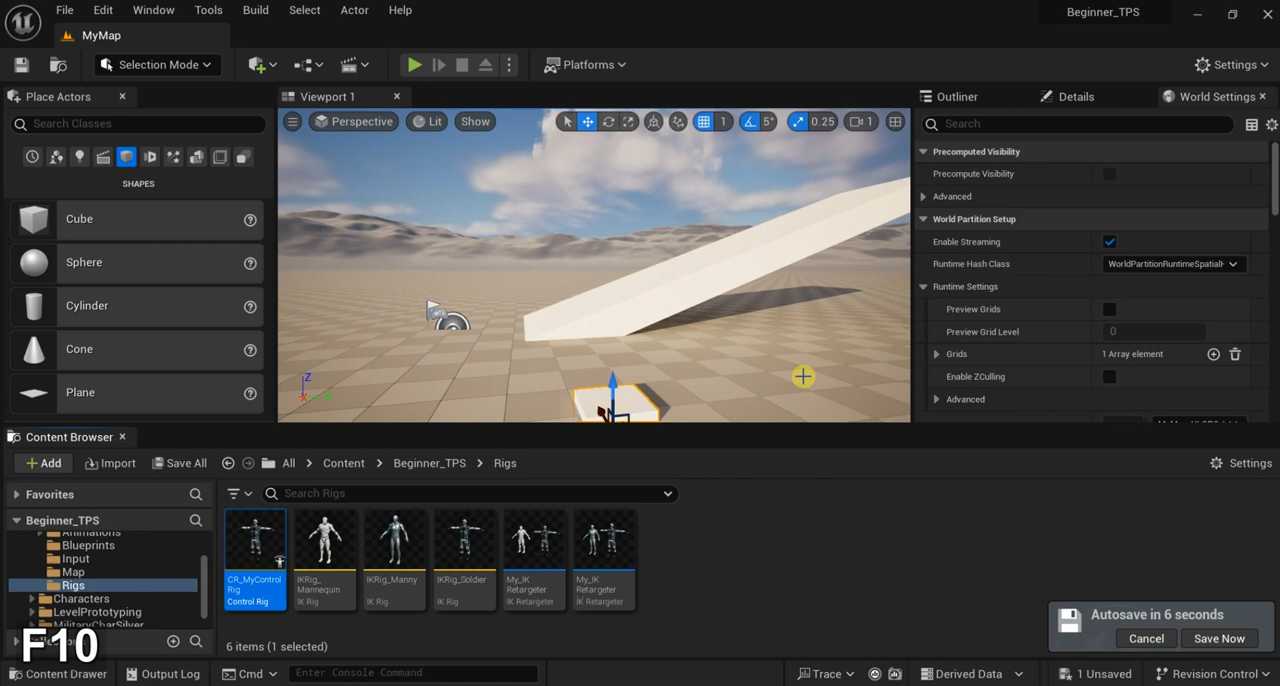 File Edit Window Tools Build Select Actor Help
Beginner_TPS
MyMap
Selection Mode
Platforms
Settings
Place Actors
Viewport 1
Outliner
Details
World Settings
Search Classes
Perspective
Lit
Show
1
5°
0.25
1
Search
SHAPES
Cube
Sphere
Cylinder
Cone
Plane
Z
Precomputed Visibility
Precompute Visibility
Advanced
World Partition Setup
Enable Streaming
Runtime Hash Class
WorldPartitionRuntimeSpatialH
Runtime Settings
Preview Grids
Preview Grid Level
0
Grids
1 Array element
Enable ZCulling
Advanced
Content Browser
Add
Import
Save All
All
Content
Beginner_TPS
Rigs
Settings
Favorites
Search Rigs
Beginner_TPS
Animations
Blueprints
Input
Map
Rigs
Characters
LevelPrototyping
MilitaryCharSilver
CR_MyControl
Rig
Control Rig
IKRig_
Mannequin
IK Rig
IKRig_Manny
IK Rig
IKRig_Soldier
IK Rig
My_IK
Retargeter
IK Retargeter
My_IK
Retargeter
IK Retargeter
6 items (1 selected)
Autosave in 6 seconds
Cancel
Save Now
F10
Content Drawer
Output Log
Cmd
Enter Console Command
Trace
Derived Data
1 Unsaved
Revision Control